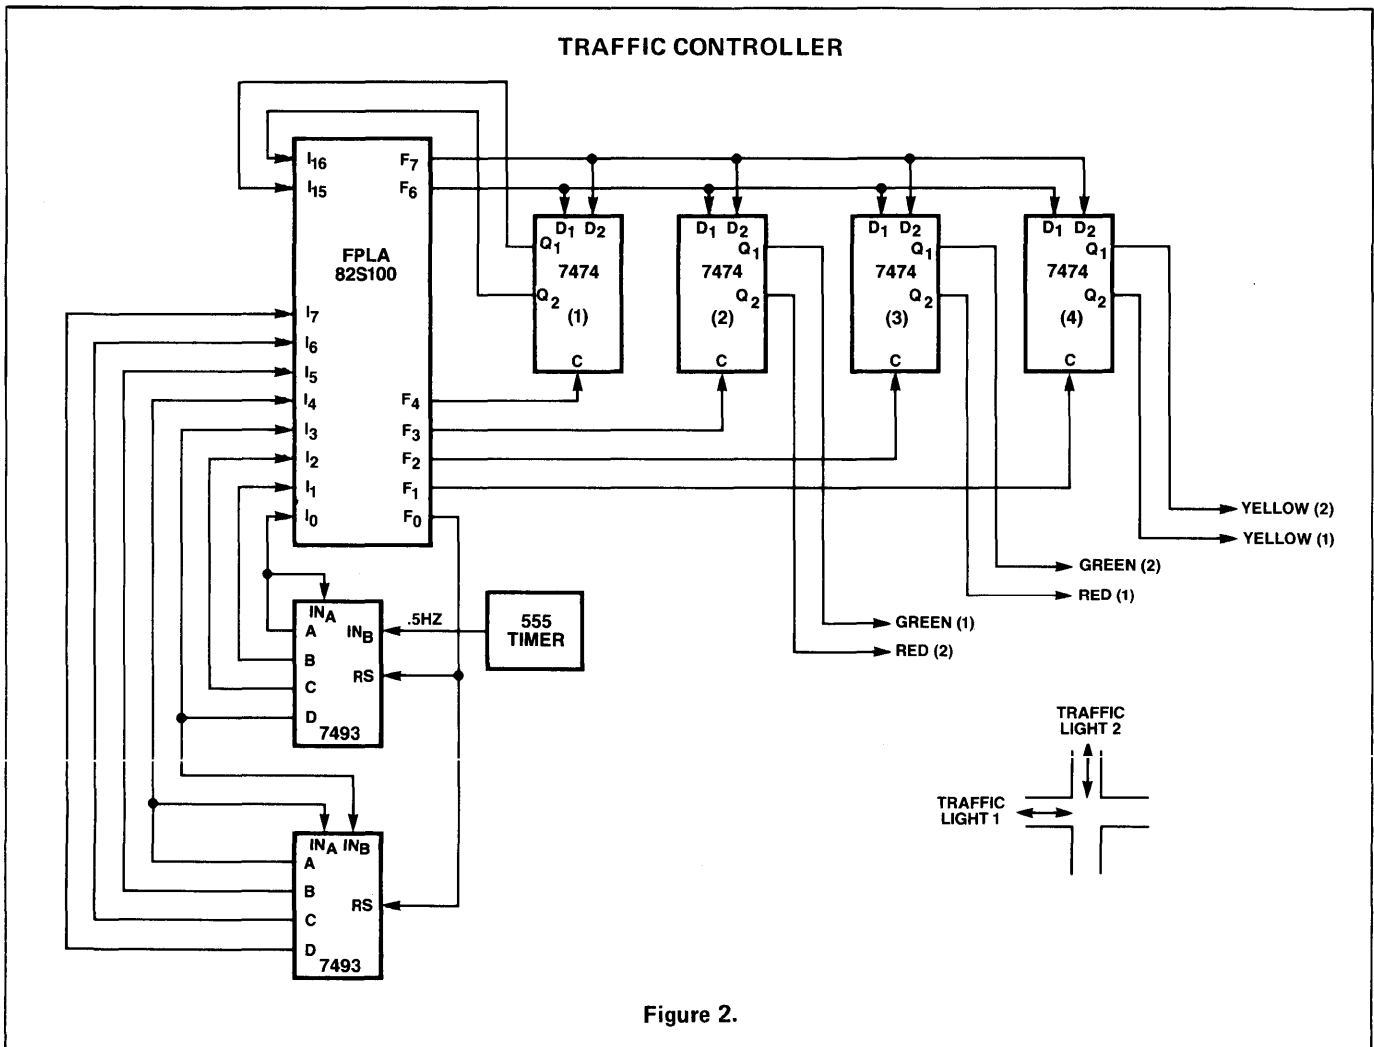 TRAFFIC CONTROLLER
I16
I15
F7
F6
FPLA
82S100
I7
I6
I5
I4
I3
I2
I1
I0
F4
F3
F2
F1
F0
D1 D2
Q1
7474
Q2
(1)
C
D1 D2
Q1
7474
Q2
(2)
C
D1 D2
Q1
7474
Q2
(3)
C
D1 D2
Q1
7474
Q2
(4)
C
YELLOW (2)
YELLOW (1)
GREEN (2)
RED (1)
GREEN (1)
RED (2)
INA
A
INB
B
RS
C
D
7493
.5HZ
555
TIMER
INA INB
A
B
RS
C
D
7493
TRAFFIC
LIGHT 2
TRAFFIC
LIGHT 1
Figure 2.